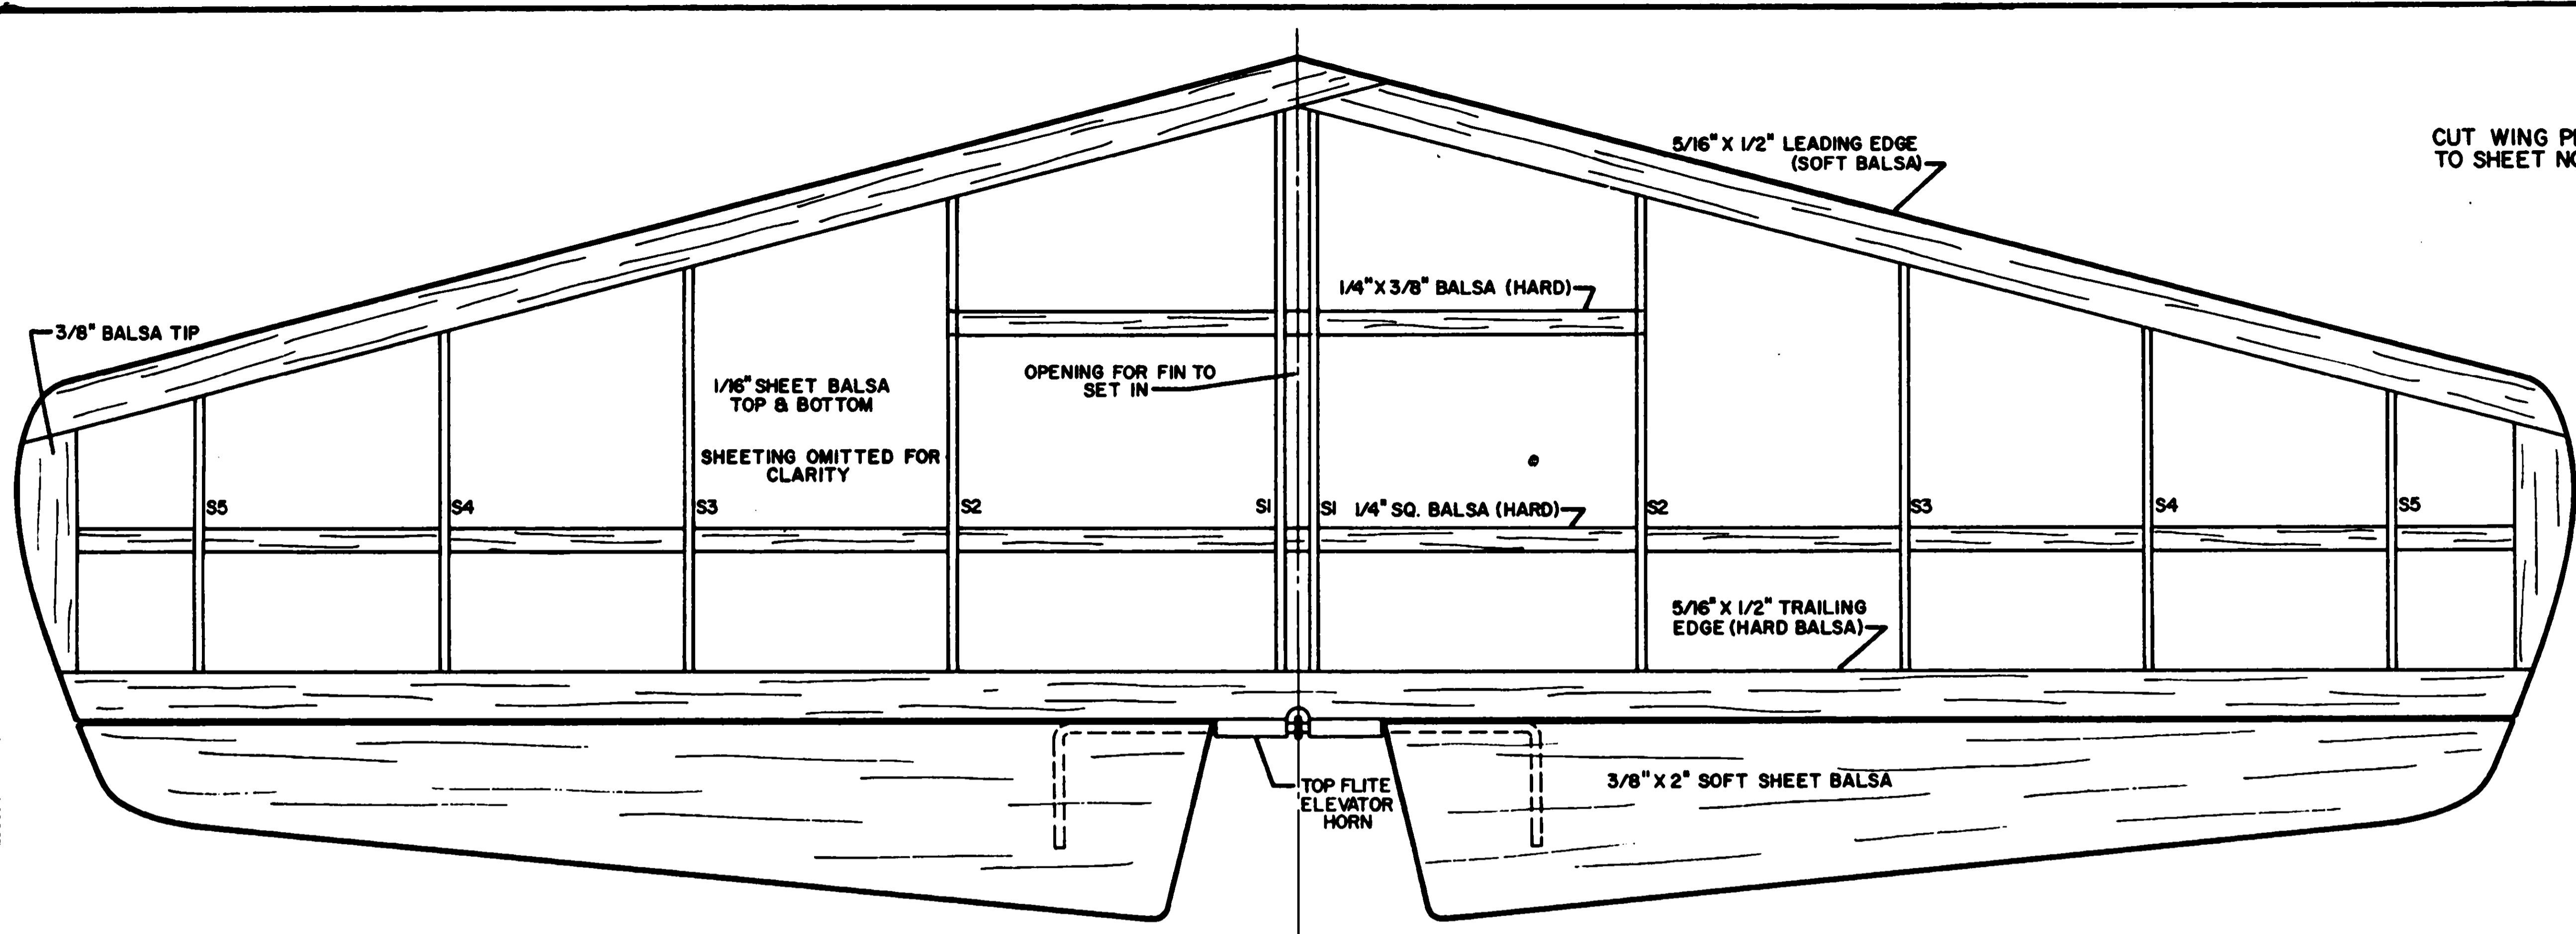 5/16" X 1/2" LEADING EDGE
(SOFT BALSA)
CUT WING
TO SHEET
1/4" X 3/8" BALSA (HARD)
3/8" BALSA TIP
OPENING FOR FIN TO
SET IN
1/16" SHEET BALSA
TOP & BOTTOM
SHEETING OMITTED FOR
CLARITY
S5
S4
S3
S2
S1
S1
1/4" SQ. BALSA (HARD)
S2
S3
S4
S5
5/16" X 1/2" TRAILING
EDGE (HARD BALSA)
TOP FLITE
ELEVATOR
HORN
3/8" X 2" SOFT SHEET BALSA